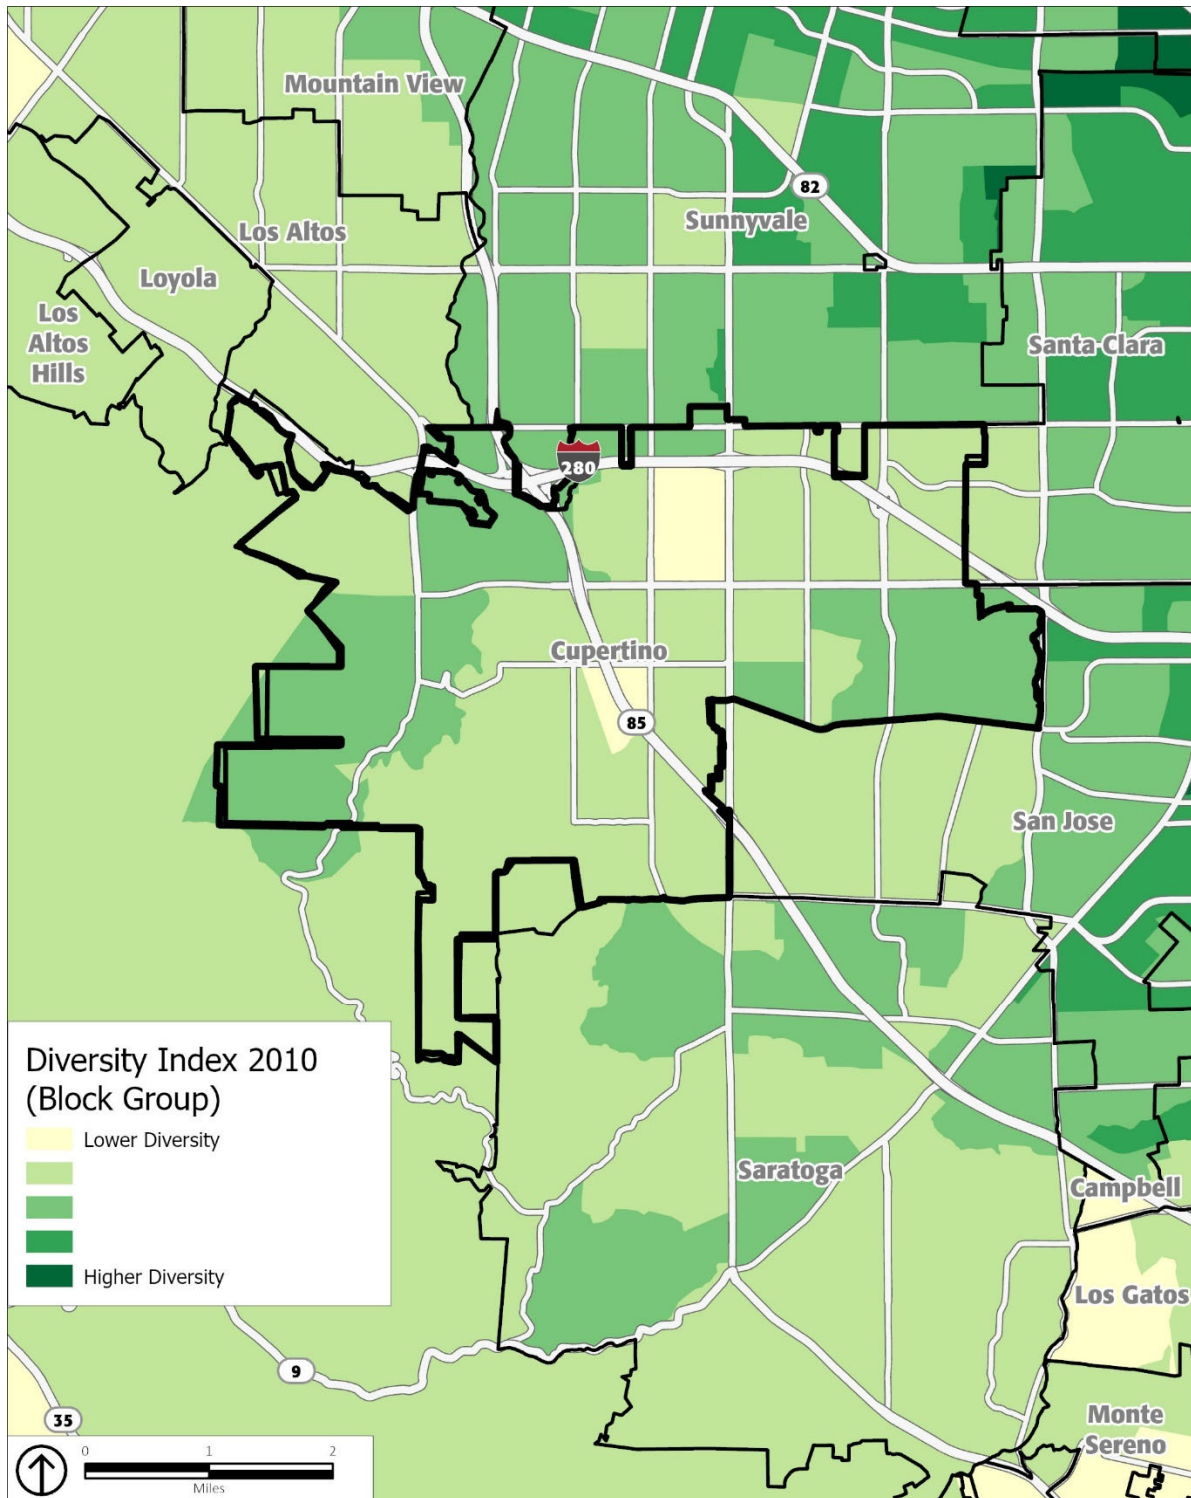 Mountain View
82
Sunnyvale
Los Altos
Loyola
Los
Altos
Hills
Santa Clara
280
Cupertino
85
San Jose
Diversity Index 2010
(Block Group)
Lower Diversity
Higher Diversity
Saratoga
Campbell
Los Gatos
9
35
Monte
Sereno
0 1 2
Miles